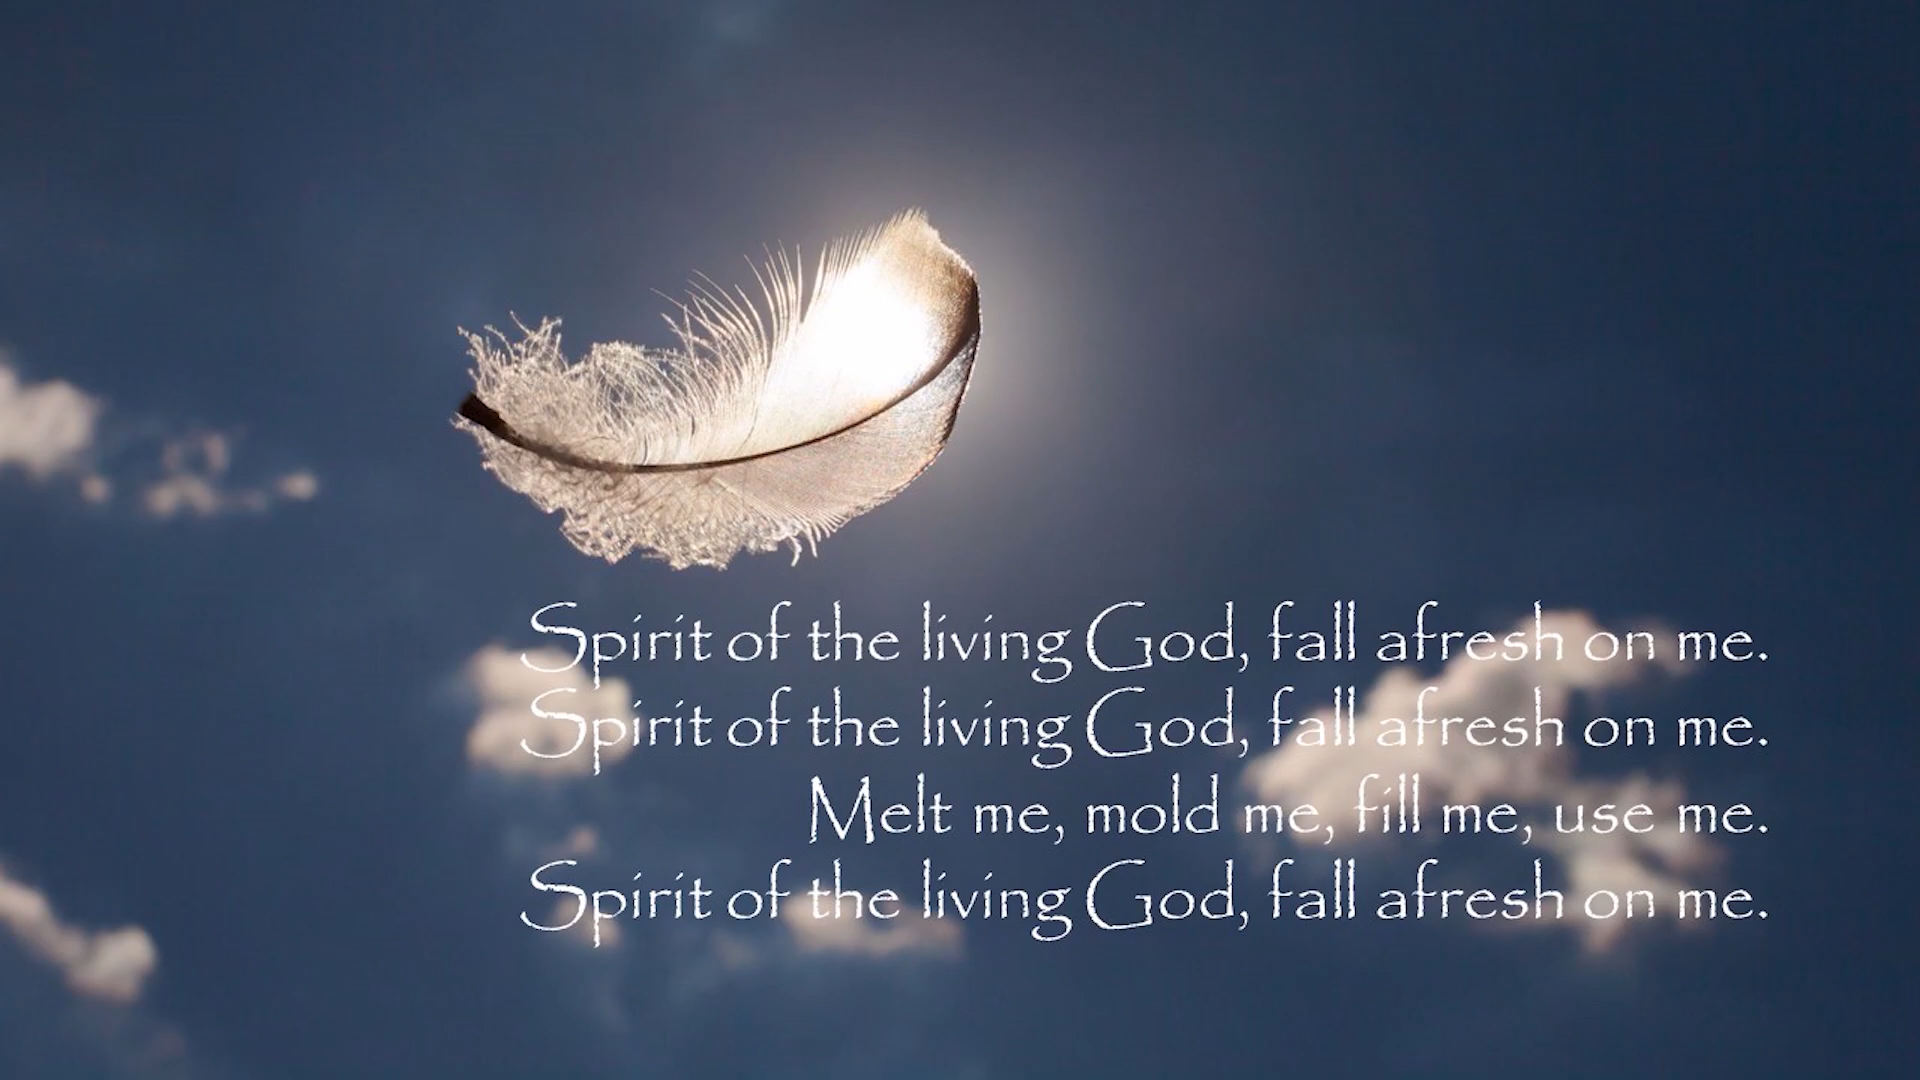 Spirit of the living God, fall afresh on me.
Spirit of the living God, fall afresh on me.
Melt me, mold me, fill me, use me.
Spirit of the living God, fall afresh on me.